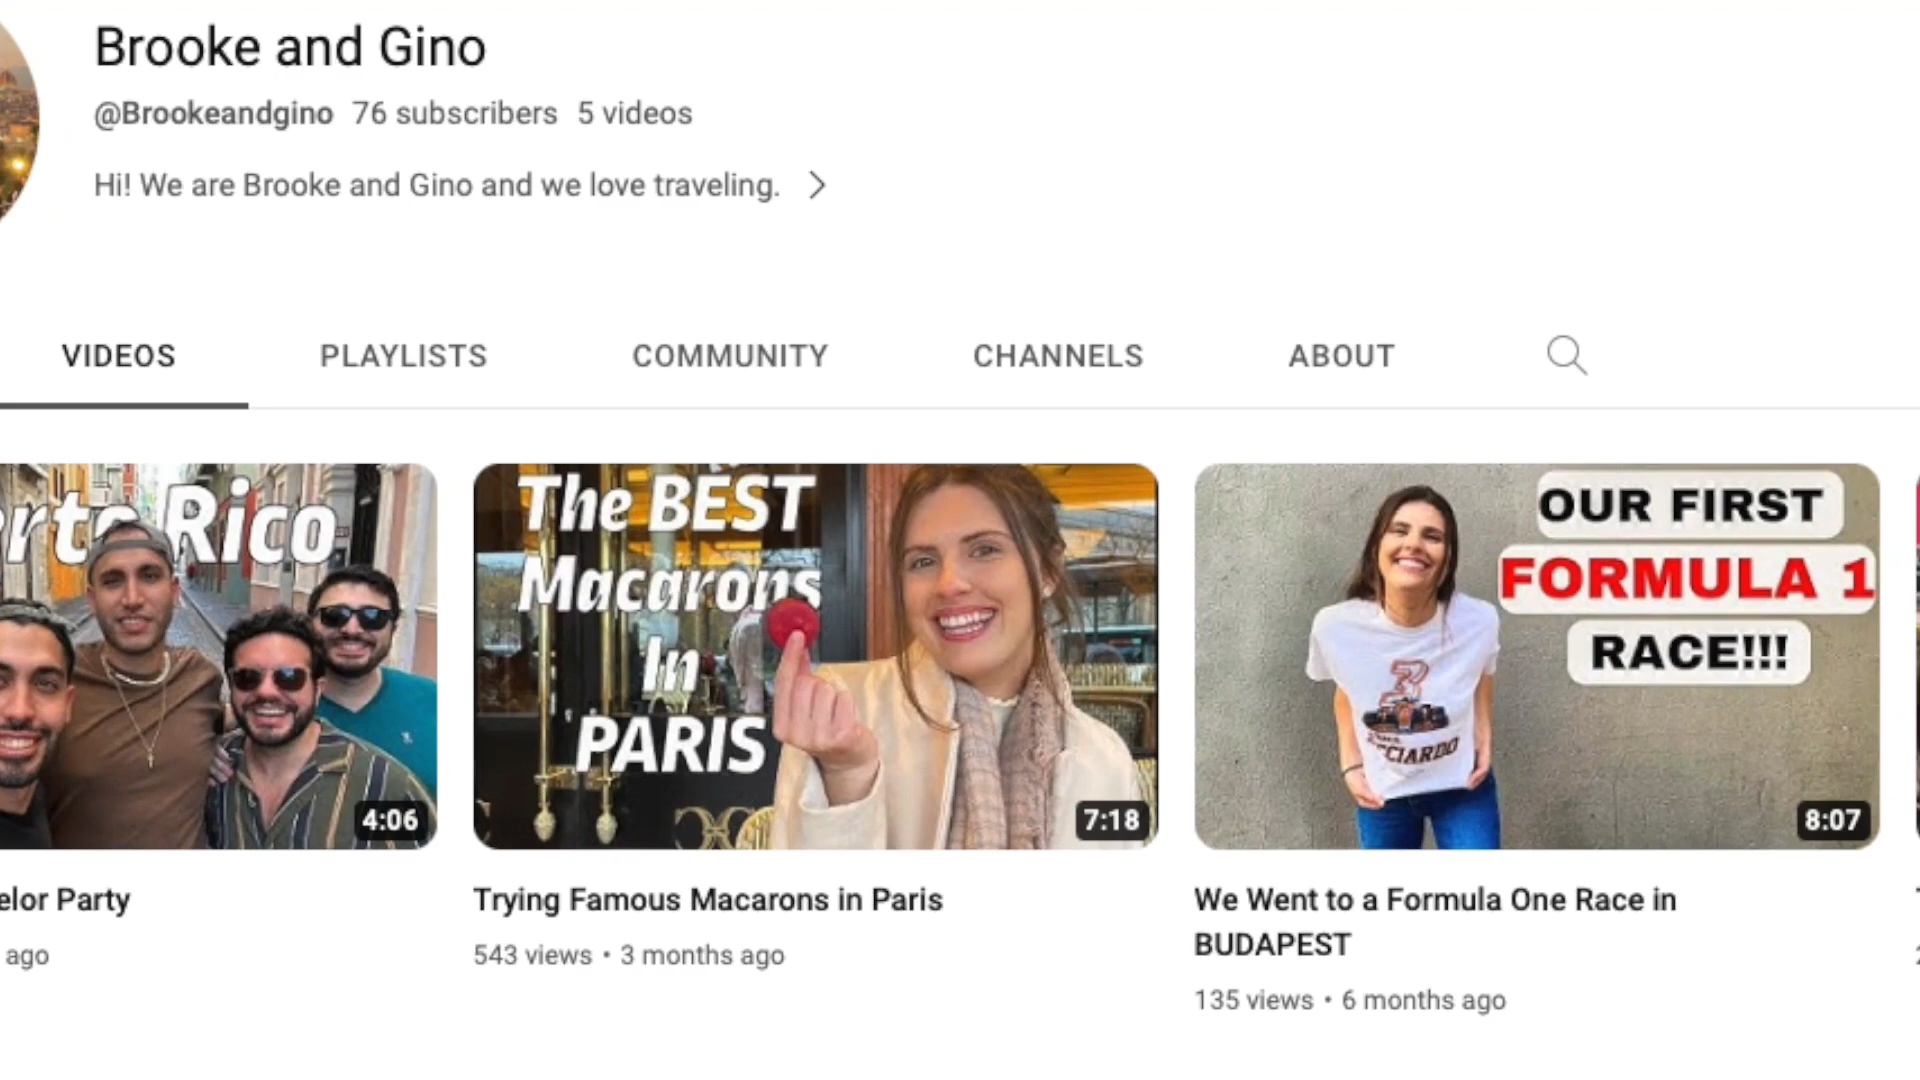 Brooke and Gino
@Brookeandgino 76 subscribers 5 videos
Hi! We are Brooke and Gino and we love traveling.
VIDEOS PLAYLISTS COMMUNITY CHANNELS ABOUT
Rico
4:06
elor Party
ago
The BEST
Macarons
In
PARIS
7:18
Trying Famous Macarons in Paris
543 views • 3 months ago
OUR FIRST
FORMULA 1
RACE!!!
3
CIARDO
8:07
We Went to a Formula One Race in
BUDAPEST
135 views • 6 months ago